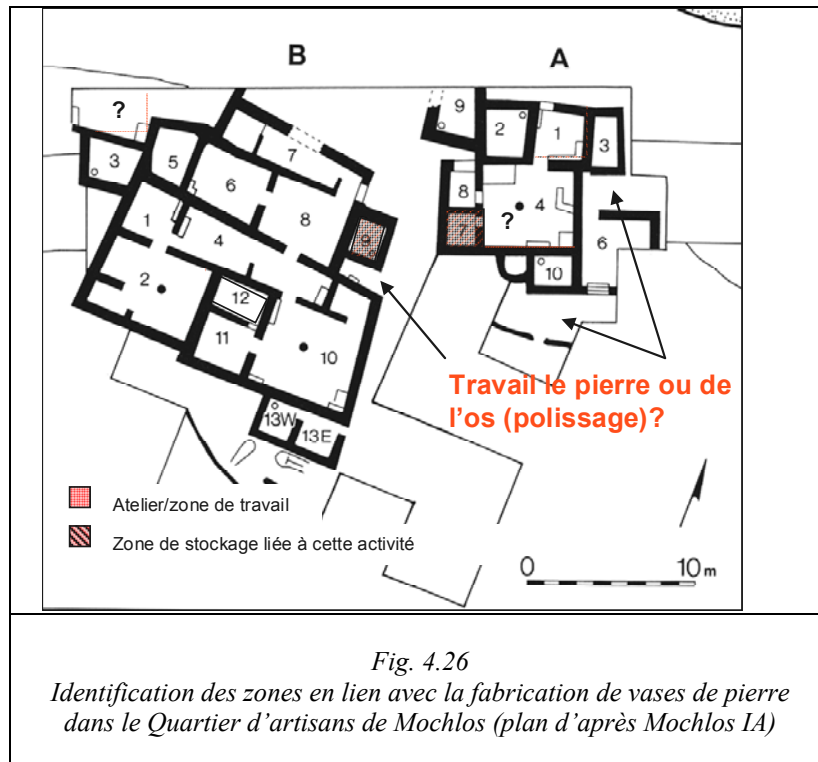 B
A
?
9
2
1
3
7
3
5
6
8
8
4
?
7
6
1
4
9
10
2
12
11
10
Travail le pierre ou de
l'os (polissage)?
13W
13E
Atelier/zone de travail
Zone de stockage liée à cette activité
0
10 m
Fig. 4.26
Identification des zones en lien avec la fabrication de vases de pierre
dans le Quartier d'artisans de Mochlos (plan d'après Mochlos IA)